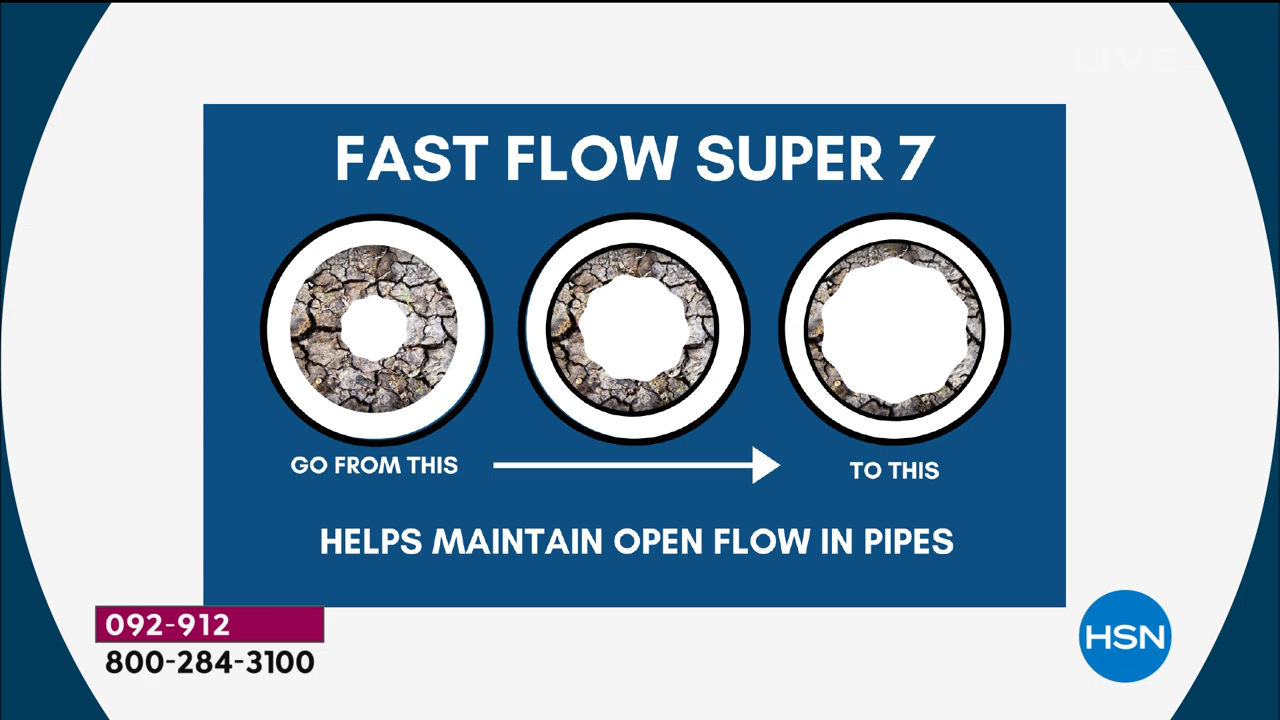 LIVE
FAST FLOW SUPER 7
GO FROM THIS
TO THIS
HELPS MAINTAIN OPEN FLOW IN PIPES
092-912
800-284-3100
HSN